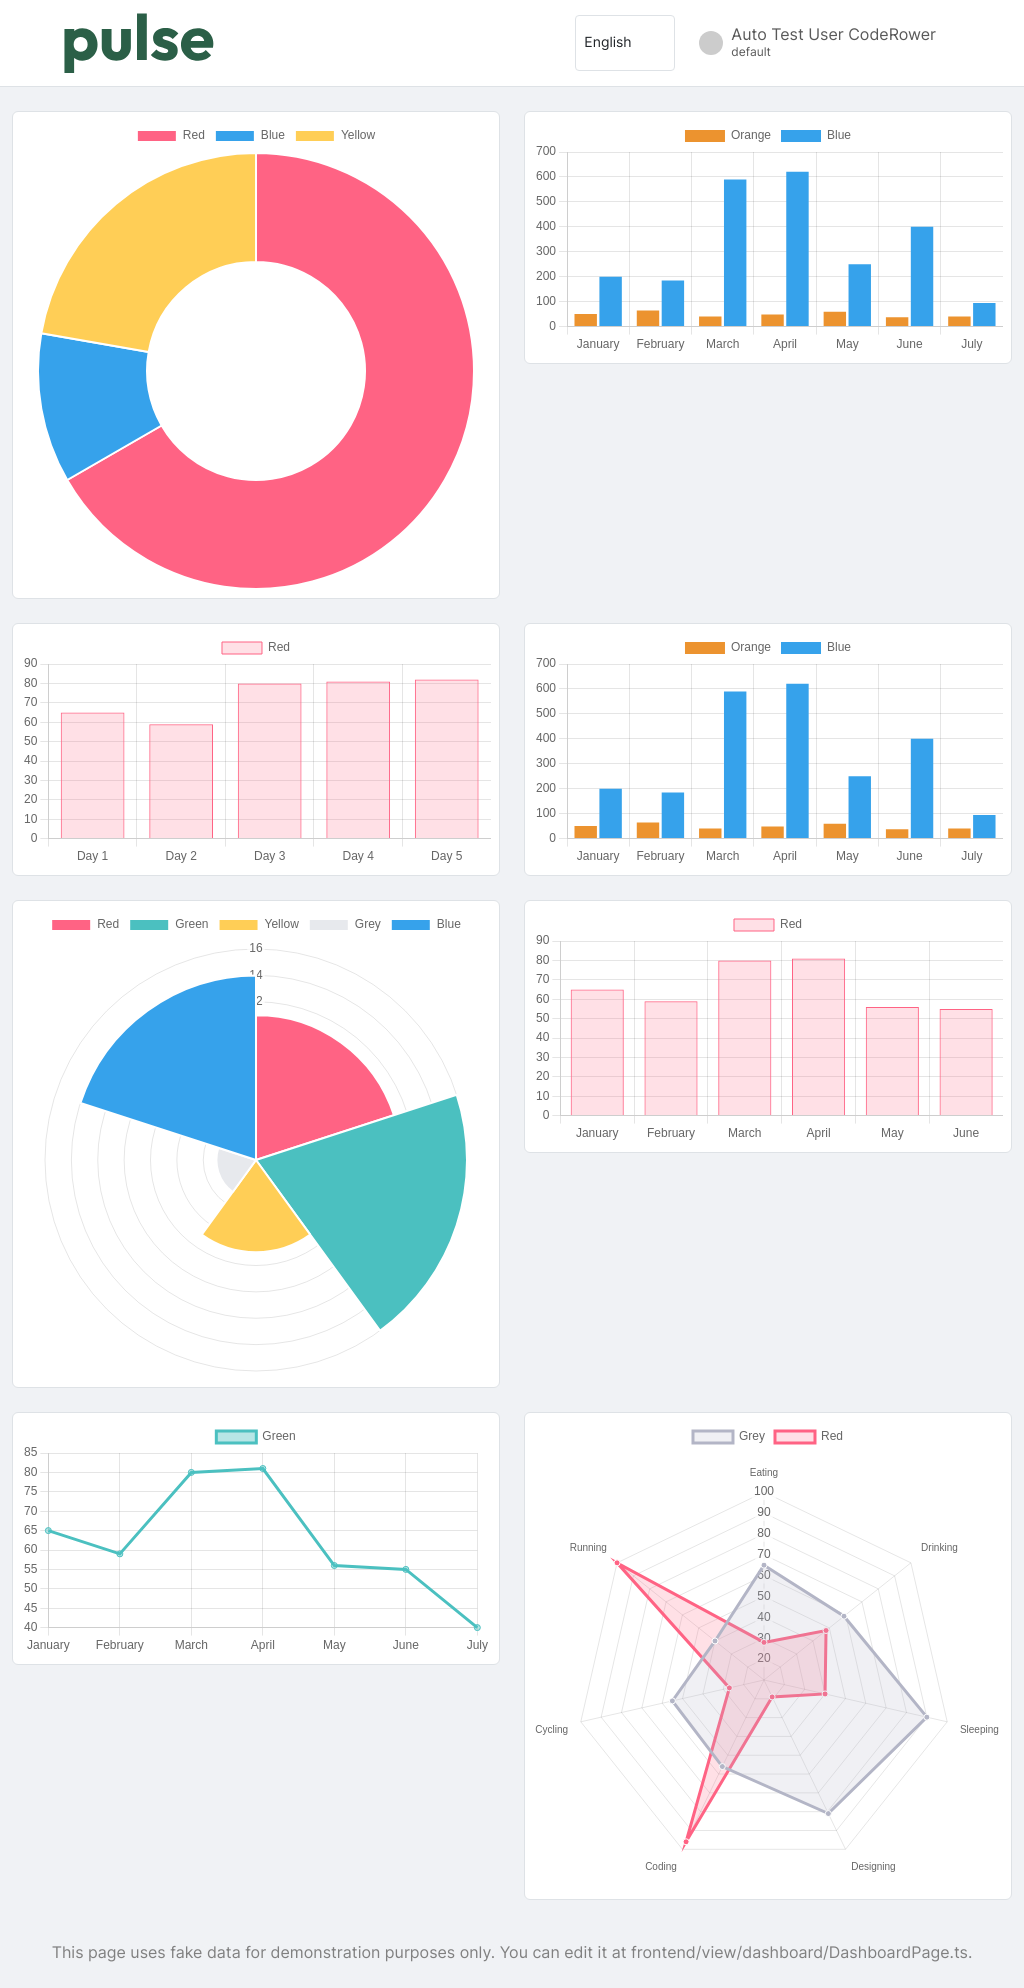 pulse
English
Auto Test User CodeRower
default
Red Blue Yellow
Orange Blue
700
600
500
400
300
200
100
0
January February March April May June July
Red
90
80
70
60
50
40
30
20
10
0
Day 1 Day 2 Day 3 Day 4 Day 5
Orange Blue
700
600
500
400
300
200
100
0
January February March April May June July
Red Green Yellow Grey Blue
16
14
2
Red
90
80
70
60
50
40
30
20
10
0
January February March April May June
Green
85
80
75
70
65
60
55
50
45
40
January February March April May June July
Grey Red
Eating
100
90
80
70
60
50
40
30
20
Running
Drinking
Cycling
Sleeping
Coding
Designing
This page uses fake data for demonstration purposes only. You can edit it at frontend/view/dashboard/DashboardPage.ts.